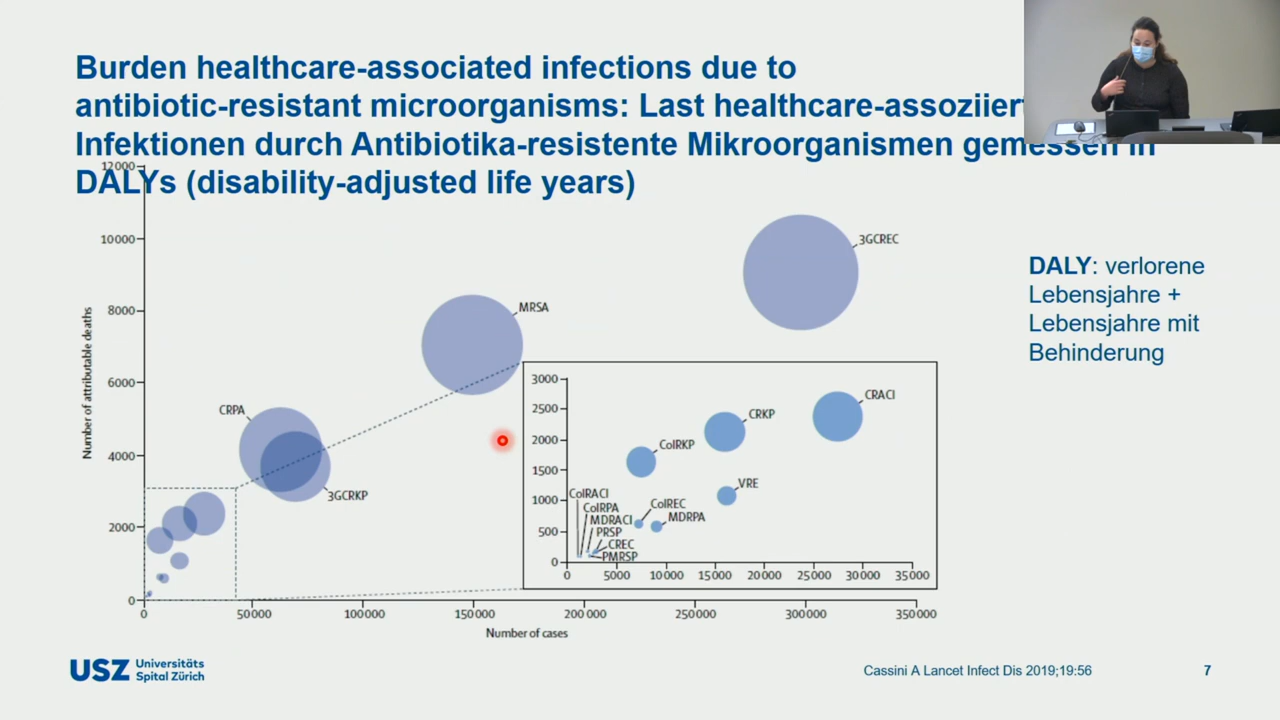 Burden healthcare-associated infections due to
antibiotic-resistant microorganisms: Last healthcare-assoziier
Infektionen durch Antibiotika-resistente Mikroorganismen gemessen in
DALYs (disability-adjusted life years)
12000
10000
8000
6000
4000
2000
0
Number of attributable deaths
3GCREC
MRSA
CRPA
3GCRKP
3000
2500
2000
1500
1000
500
0
CRACI
CRKP
ColRKP
VRE
ColRACI
ColRPA
MDRACI
PRSP
CREC
PMRSP
ColREC
MDRPA
0 5000 10000 15000 20000 25000 30000 35000
0 50000 100000 150000 200000 250000 300000 350000
Number of cases
DALY: verlorene
Lebensjahre +
Lebensjahre mit
Behinderung
USZ Universitäts
Spital Zürich
Cassini A Lancet Infect Dis 2019;19:56
7